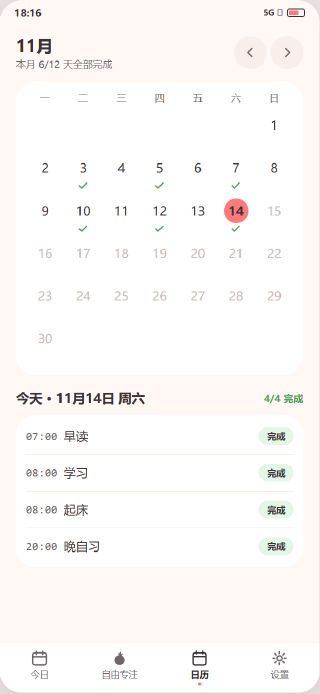 18:16
5G
11月
本月 6/12 天全部完成
一 二 三 四 五 六 日
1
2 3 4 5 6 7 8
9 10 11 12 13 14 15
16 17 18 19 20 21 22
23 24 25 26 27 28 29
30
今天·11月14日 周六
4/4 完成
07:00 早读 完成
08:00 学习 完成
08:00 起床 完成
20:00 晚自习 完成
今日 自由专注 日历 设置